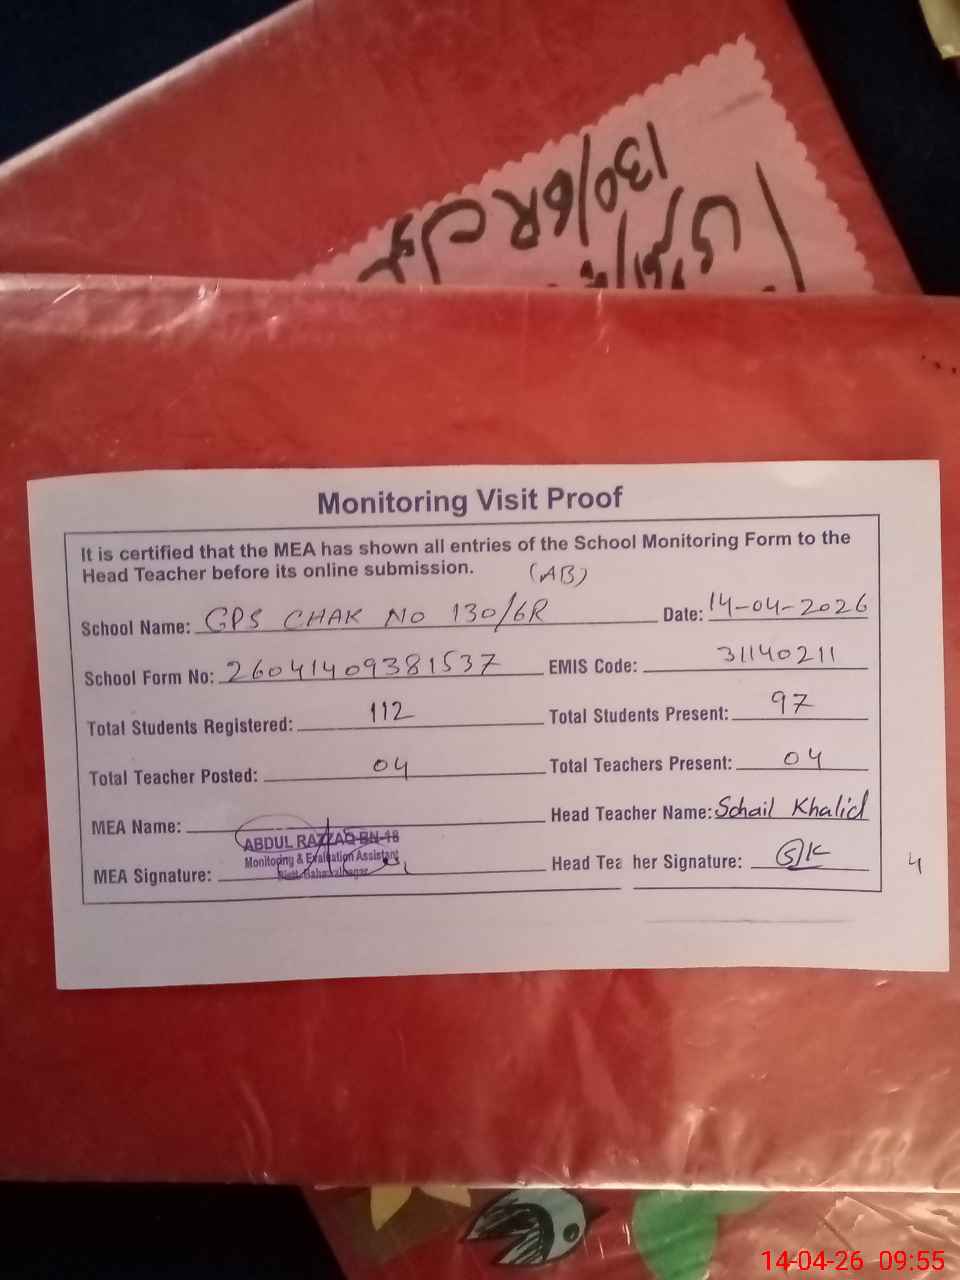 130/6R
Monitoring Visit Proof
It is certified that the MEA has shown all entries of the School Monitoring Form to the
Head Teacher before its online submission.
(AB)
School Name: GPS CHAK NO 130/6R Date: 14-04-2026
School Form No: 26041409381537 EMIS Code: 31140211
Total Students Registered: 112 Total Students Present: 97
Total Teacher Posted: 04 Total Teachers Present: 04
MEA Name: Head Teacher Name: Sohail Khalid
ABDUL RAZZAQ BN-18
Monitoring & Evaluation Assistant
Distt. Bahawalnagar
MEA Signature: Head Tea her Signature: SK
4
14-04-26 09:55